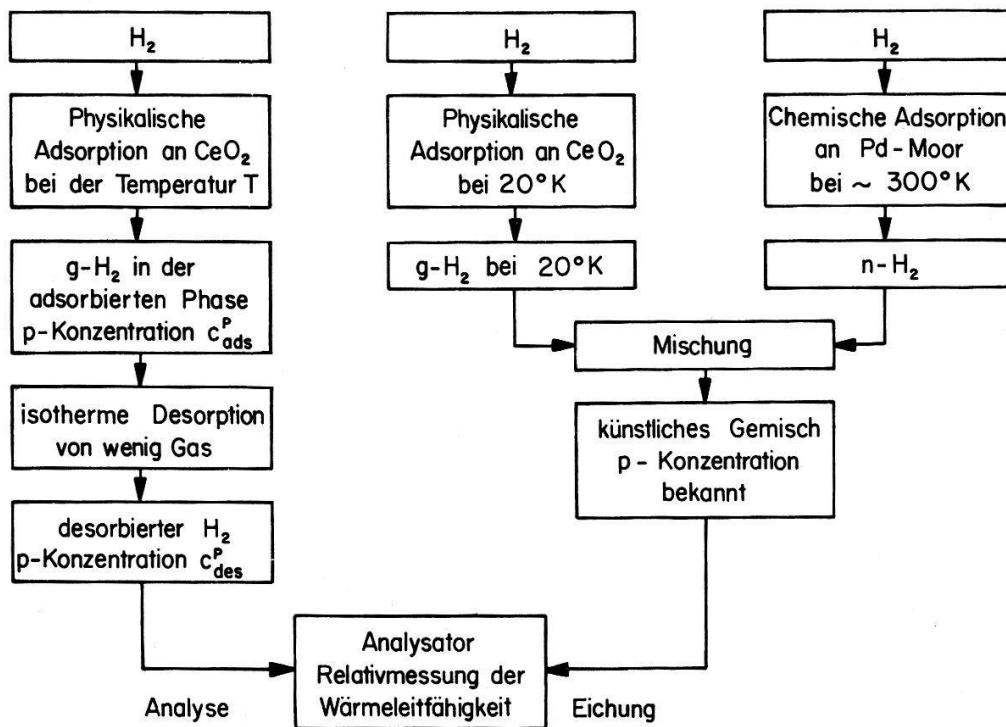 H₂
Physikalische
Adsorption an CeO₂
bei der Temperatur T
g-H₂ in der
adsorbierten Phase
p-Konzentration cᴾads
isotherme Desorption
von wenig Gas
desorbierter H₂
p-Konzentration cᴾdes
H₂
Physikalische
Adsorption an CeO₂
bei 20°K
g-H₂ bei 20°K
H₂
Chemische Adsorption
an Pd-Moor
bei ~ 300°K
n-H₂
Mischung
künstliches Gemisch
p - Konzentration
bekannt
Analysator
Relativmessung der
Wärmeleitfähigkeit
Analyse
Eichung